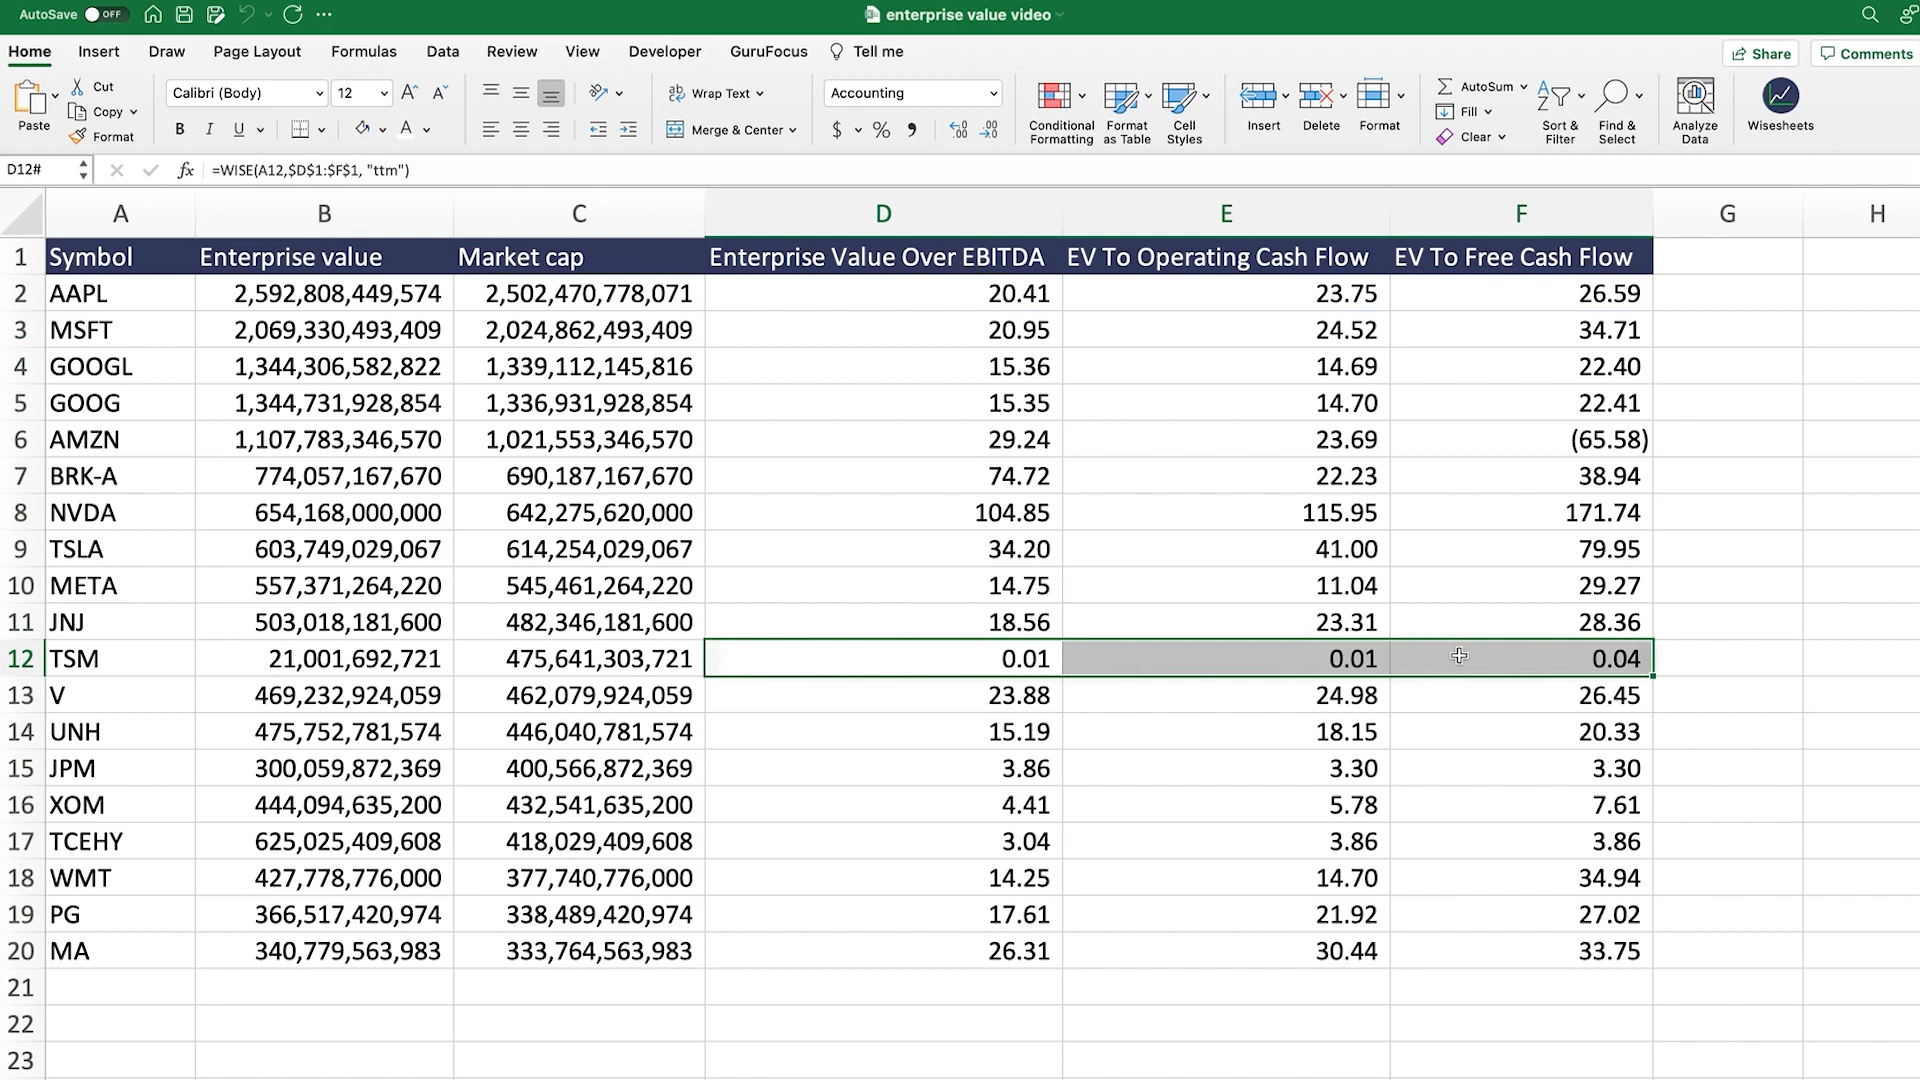 AutoSave OFF enterprise value video
Home Insert Draw Page Layout Formulas Data Review View Developer GuruFocus Tell me Share Comments
Paste Cut Copy Format
Calibri (Body) 12 A^ A˅
B I U A
ab Wrap Text
Merge & Center
Accounting
$ % 9 .00 .00
Conditional Formatting Format as Table Cell Styles
Insert Delete Format
AutoSum Fill Clear
Sort & Filter Find & Select
Analyze Data Wisesheets
D12# fx =WISE(A12,$D$1:$F$1, "ttm")
A B C D E F G H
1 Symbol Enterprise value Market cap Enterprise Value Over EBITDA EV To Operating Cash Flow EV To Free Cash Flow
2 AAPL 2,592,808,449,574 2,502,470,778,071 20.41 23.75 26.59
3 MSFT 2,069,330,493,409 2,024,862,493,409 20.95 24.52 34.71
4 GOOGL 1,344,306,582,822 1,339,112,145,816 15.36 14.69 22.40
5 GOOG 1,344,731,928,854 1,336,931,928,854 15.35 14.70 22.41
6 AMZN 1,107,783,346,570 1,021,553,346,570 29.24 23.69 (65.58)
7 BRK-A 774,057,167,670 690,187,167,670 74.72 22.23 38.94
8 NVDA 654,168,000,000 642,275,620,000 104.85 115.95 171.74
9 TSLA 603,749,029,067 614,254,029,067 34.20 41.00 79.95
10 META 557,371,264,220 545,461,264,220 14.75 11.04 29.27
11 JNJ 503,018,181,600 482,346,181,600 18.56 23.31 28.36
12 TSM 21,001,692,721 475,641,303,721 0.01 0.01 0.04
13 V 469,232,924,059 462,079,924,059 23.88 24.98 26.45
14 UNH 475,752,781,574 446,040,781,574 15.19 18.15 20.33
15 JPM 300,059,872,369 400,566,872,369 3.86 3.30 3.30
16 XOM 444,094,635,200 432,541,635,200 4.41 5.78 7.61
17 TCEHY 625,025,409,608 418,029,409,608 3.04 3.86 3.86
18 WMT 427,778,776,000 377,740,776,000 14.25 14.70 34.94
19 PG 366,517,420,974 338,489,420,974 17.61 21.92 27.02
20 MA 340,779,563,983 333,764,563,983 26.31 30.44 33.75
21
22
23